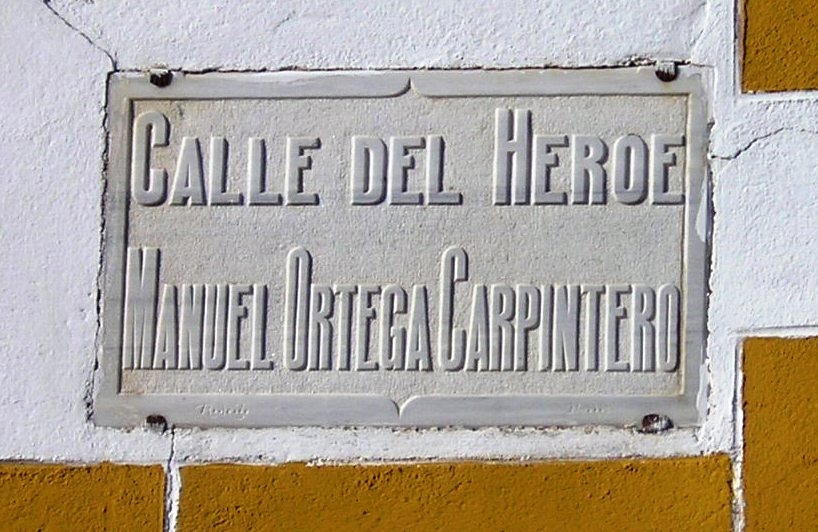 CALLE DEL HEROE
MANUEL ORTEGA CARPINTERO